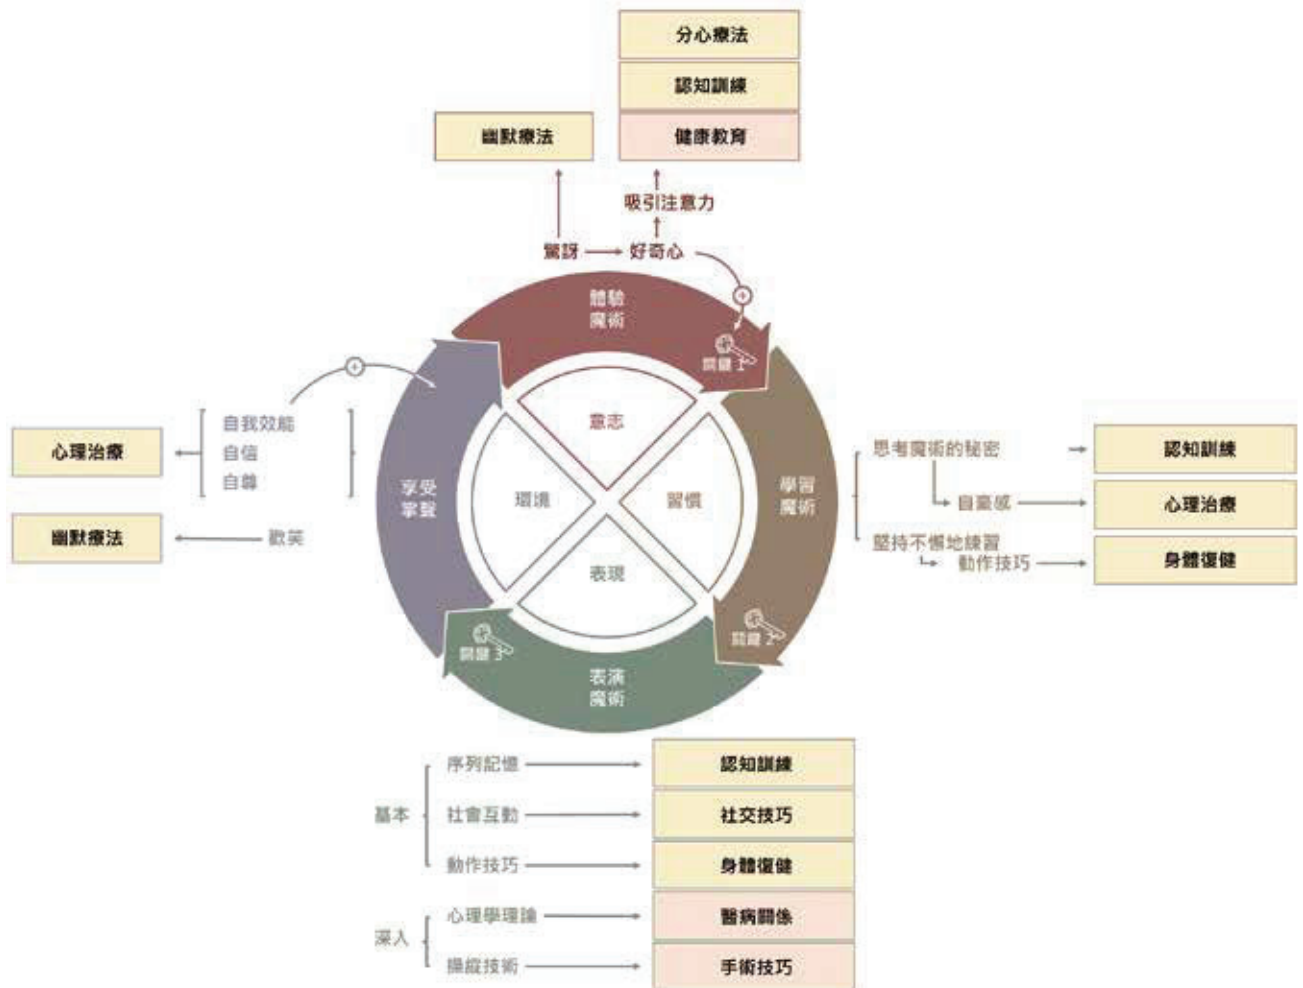 分心療法
認知訓練
幽默療法
健康教育
吸引注意力
驚訝
好奇心
體驗
魔術
關鍵 1
意志
自我效能
自信
自尊
心理治療
幽默療法
歡笑
享受
掌聲
環境
習慣
學習
魔術
思考魔術的秘密
認知訓練
自豪感
心理治療
堅持不懈地練習
動作技巧
身體復健
表現
關鍵 2
關鍵 3
表演
魔術
基本
序列記憶
認知訓練
社會互動
社交技巧
動作技巧
身體復健
深入
心理學理論
醫病關係
操縱技術
手術技巧